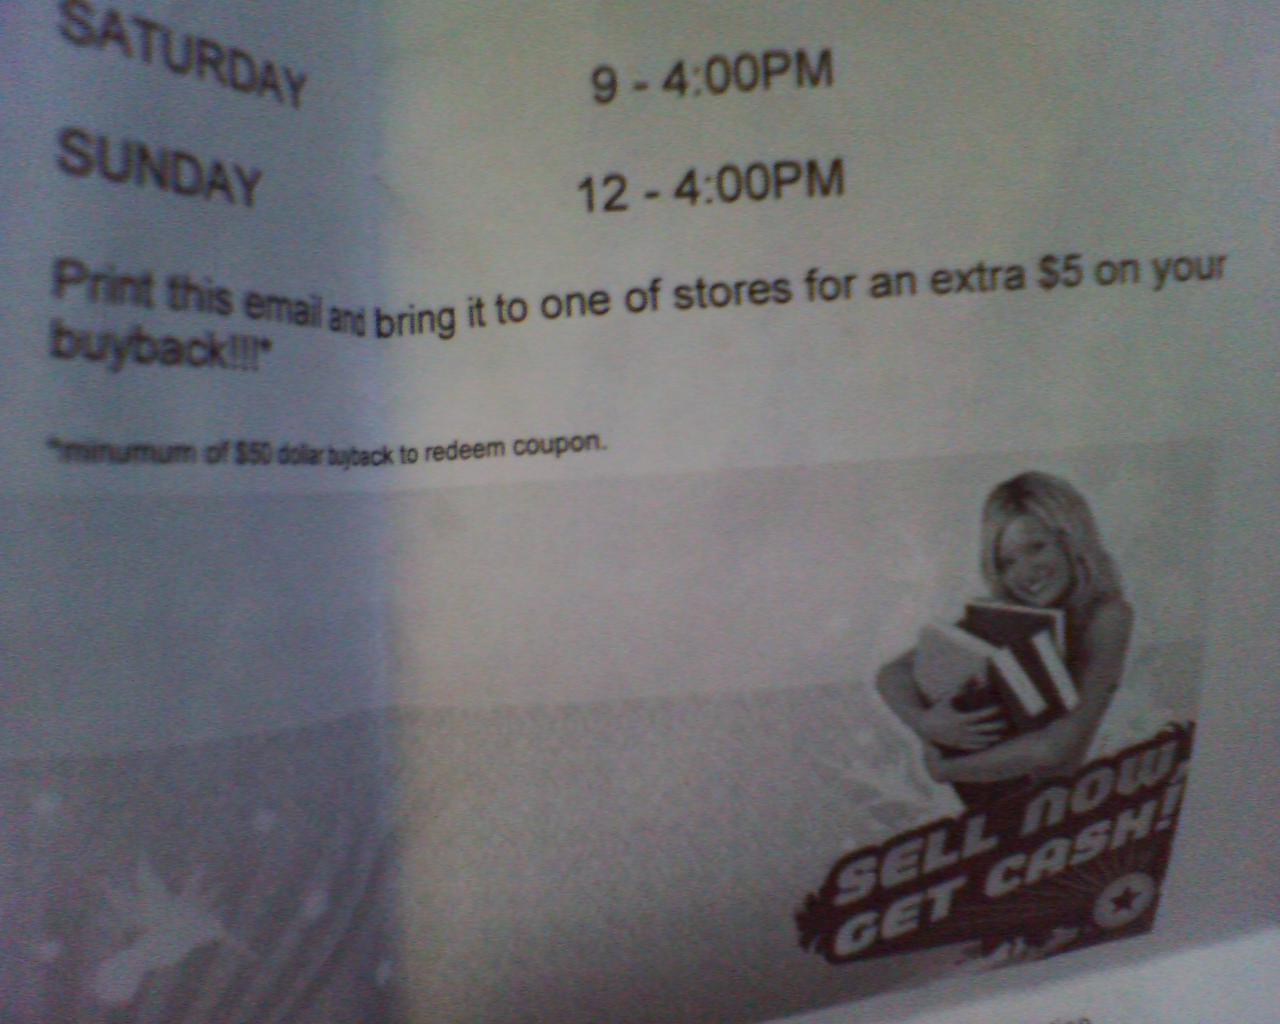 SATURDAY 9 - 4:00PM
SUNDAY 12 - 4:00PM
Print this email and bring it to one of stores for an extra $5 on your
buyback!!!*
*minumum of $50 dollar buyback to redeem coupon.
SELL NOW,
GET CASH!